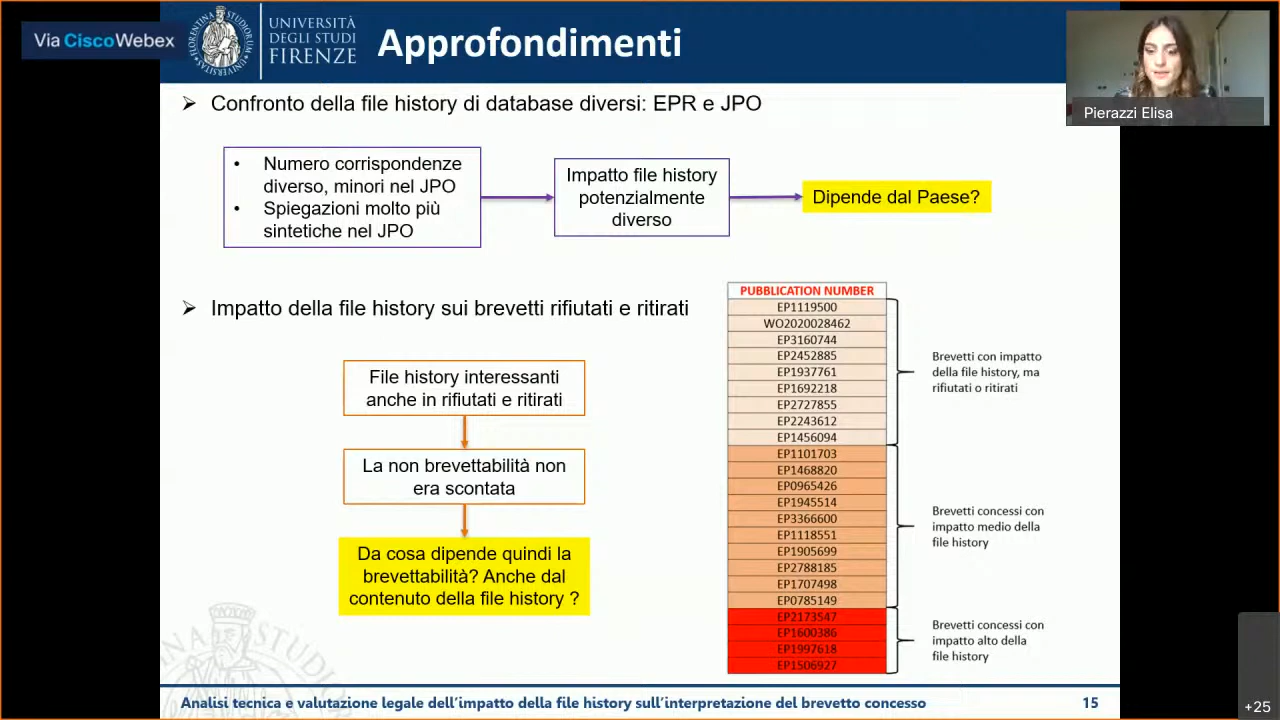 Via CiscoWebex
UNIVERSITÀ
DEGLI STUDI
FIRENZE
Approfondimenti
Pierazzi Elisa
Confronto della file history di database diversi: EPR e JPO
• Numero corrispondenze
diverso, minori nel JPO
• Spiegazioni molto più
sintetiche nel JPO
Impatto file history
potenzialmente
diverso
Dipende dal Paese?
Impatto della file history sui brevetti rifiutati e ritirati
File history interessanti
anche in rifiutati e ritirati
La non brevettabilità non
era scontata
Da cosa dipende quindi la
brevettabilità? Anche dal
contenuto della file history ?
PUBBLICATION NUMBER
EP1119500
WO2020028462
EP3160744
EP2452885
EP1937761
EP1692218
EP2727855
EP2243612
EP1456094
EP1101703
EP1468820
EP0965426
EP1945514
EP3366600
EP1118551
EP1905699
EP2788185
EP1707498
EP0785149
EP2173547
EP1600386
EP1997618
EP1506927
Brevetti con impatto
della file history, ma
rifiutati o ritirati
Brevetti concessi con
impatto medio della
file history
Brevetti concessi con
impatto alto della
file history
Analisi tecnica e valutazione legale dell’impatto della file history sull’interpretazione del brevetto concesso
15
+25